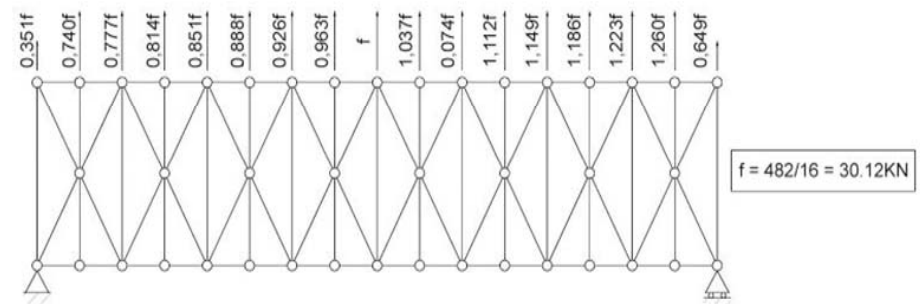 0,351f
0,740f
0,777f
0,814f
0,851f
0,888f
0,926f
0,963f
f
1,037f
0,074f
1,112f
1,149f
1,186f
1,223f
1,260f
0,649f
f = 482/16 = 30.12KN